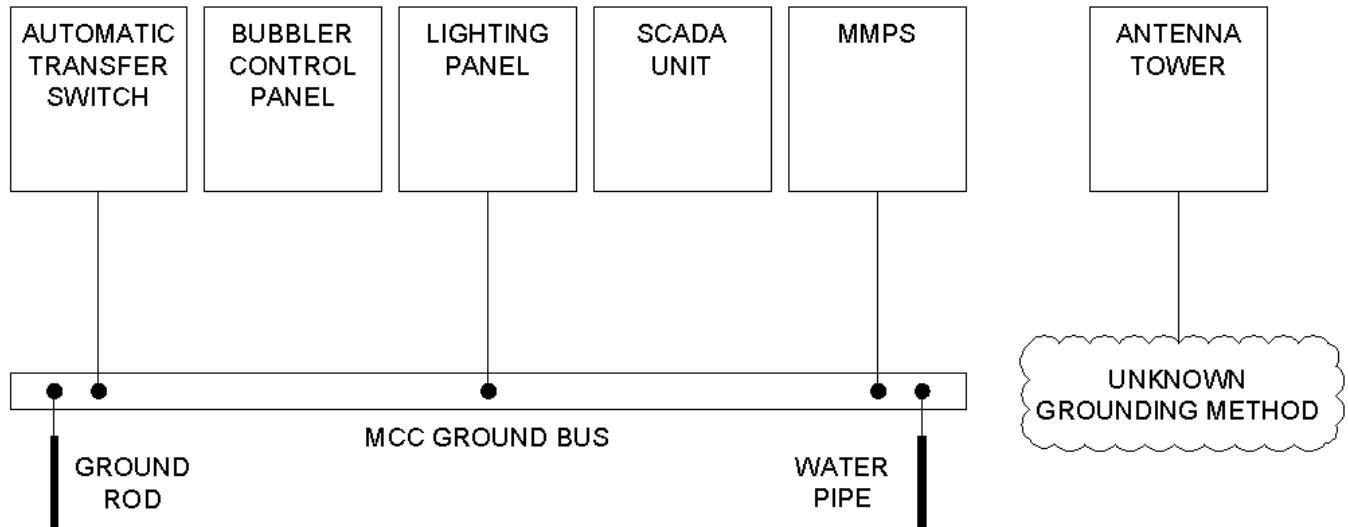 AUTOMATIC
TRANSFER
SWITCH
BUBBLER
CONTROL
PANEL
LIGHTING
PANEL
SCADA
UNIT
MMPS
ANTENNA
TOWER
UNKNOWN
GROUNDING METHOD
MCC GROUND BUS
GROUND
ROD
WATER
PIPE